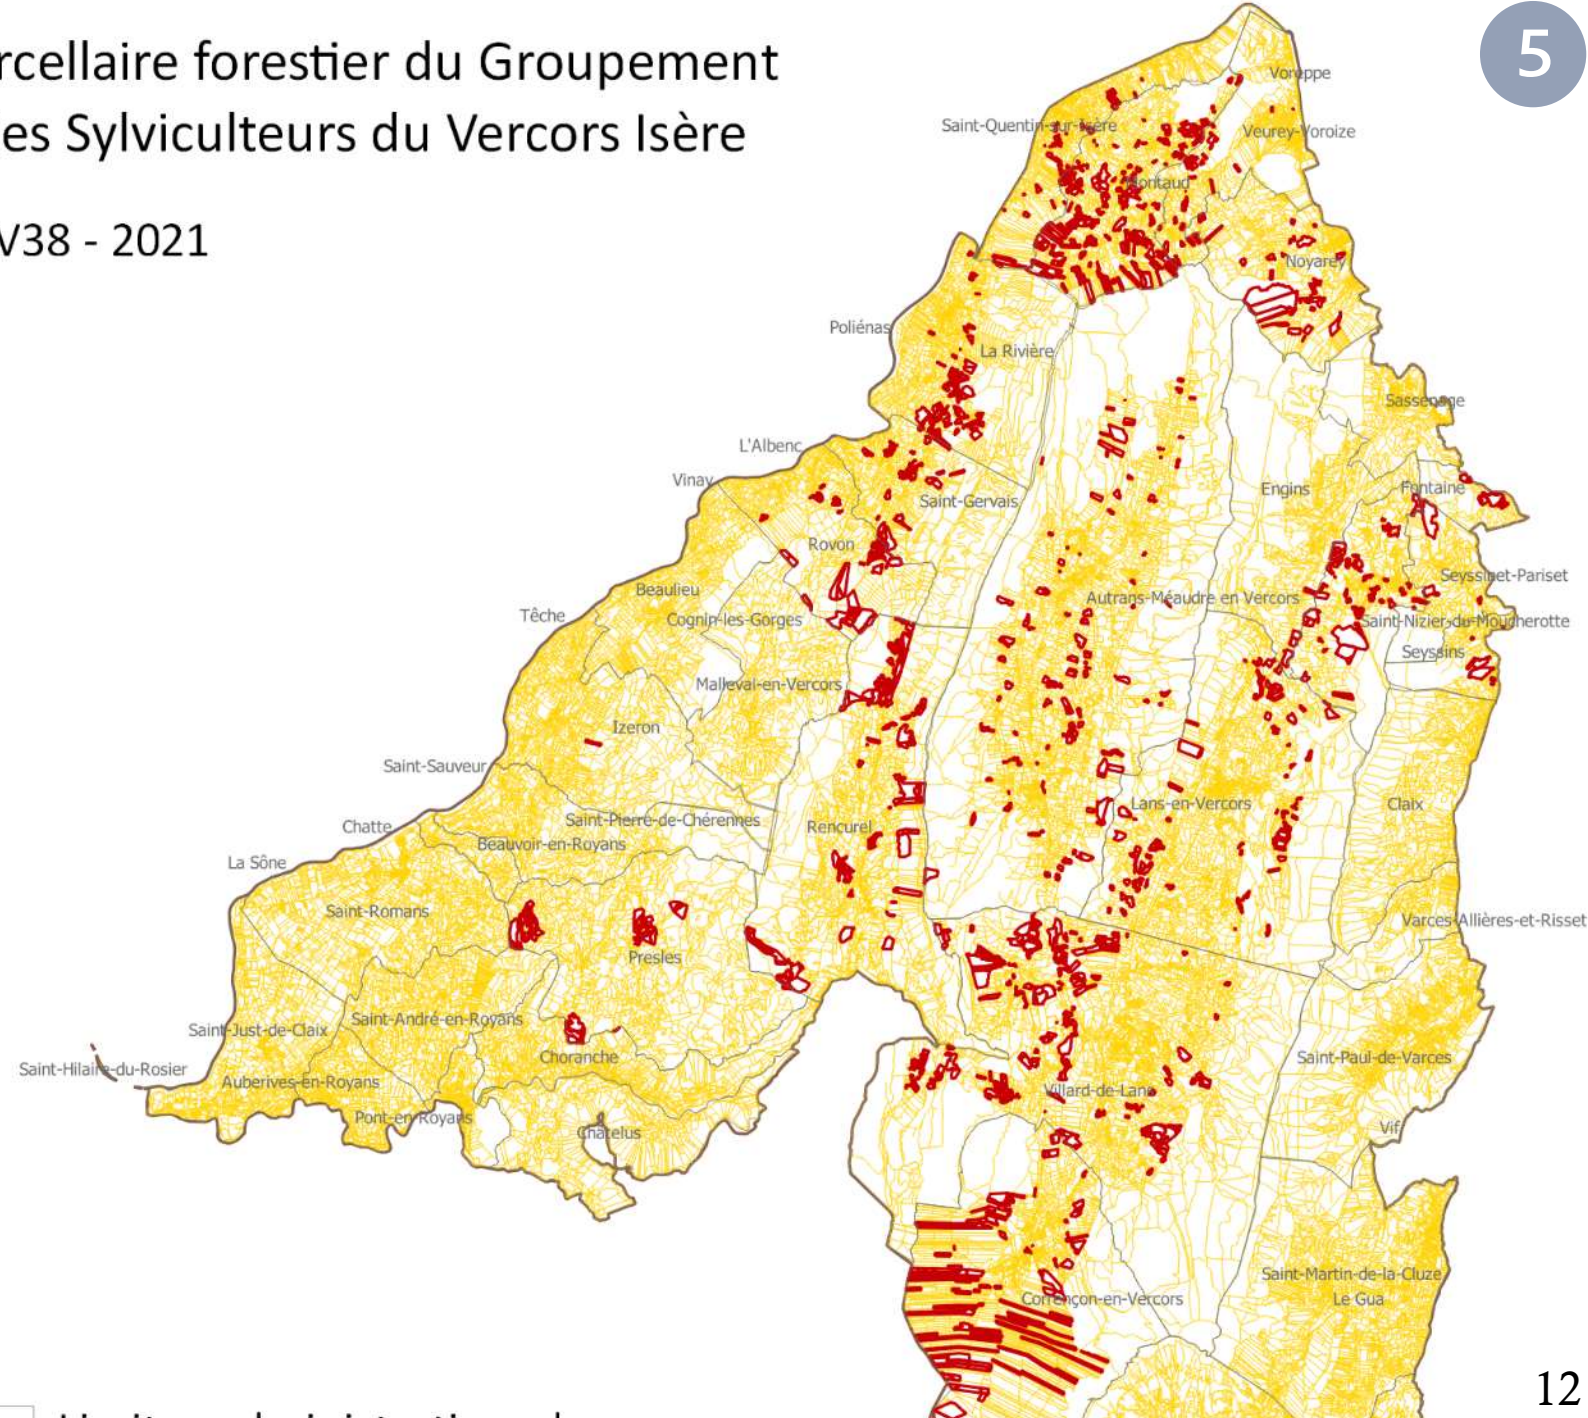 rcellaire forestier du Groupement
es Sylviculteurs du Vercors Isère
V38 - 2021
5
Voreppe
Saint-Quentin-sur-Isère
Veurey-Voroize
Montaud
Noyarey
Poliénas
La Rivière
Sassenage
L'Albenc
Vinay
Saint-Gervais
Engins
Fontaine
Rovon
Seyssinet-Pariset
Beaulieu
Autrans-Méaudre en Vercors
Têche
Cognin-les-Gorges
Saint-Nizier-du-Moucherotte
Seyssins
Malleval-en-Vercors
Izeron
Saint-Sauveur
Lans-en-Vercors
Claix
Saint-Pierre-de-Chérennes
Chatte
Rencurel
Beauvoir-en-Royans
La Sône
Saint-Romans
Varces-Allières-et-Risset
Presles
Saint-André-en-Royans
Saint-Just-de-Claix
Choranche
Saint-Paul-de-Varces
Saint-Hilaire-du-Rosier
Auberives-en-Royans
Villard-de-Lans
Pont-en-Royans
Vif
Châtelus
Saint-Martin-de-la-Cluze
Corrençon-en-Vercors
Le Gua
12